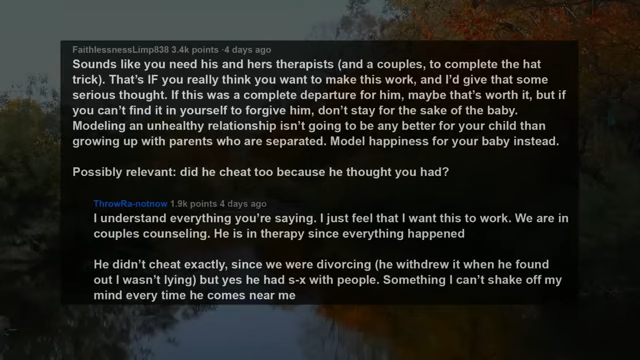 FaithlessnessLimp838 3.4k points ·4 days ago
Sounds like you need his and hers therapists (and a couples, to complete the hat
trick). That's IF you really think you want to make this work, and I'd give that some
serious thought. If this was a complete departure for him, maybe that's worth it, but if
you can't find it in yourself to forgive him, don't stay for the sake of the baby.
Modeling an unhealthy relationship isn't going to be any better for your child than
growing up with parents who are separated. Model happiness for your baby instead.
Possibly relevant: did he cheat too because he thought you had?
ThrowRa-notnow 1.9k points 4 days ago
I understand everything you're saying. I just feel that I want this to work. We are in
couples counseling. He is in therapy since everything happened
He didn't cheat exactly, since we were divorcing (he withdrew it when he found
out I wasn't lying) but yes he had s-x with people. Something I can't shake off my
mind every time he comes near me